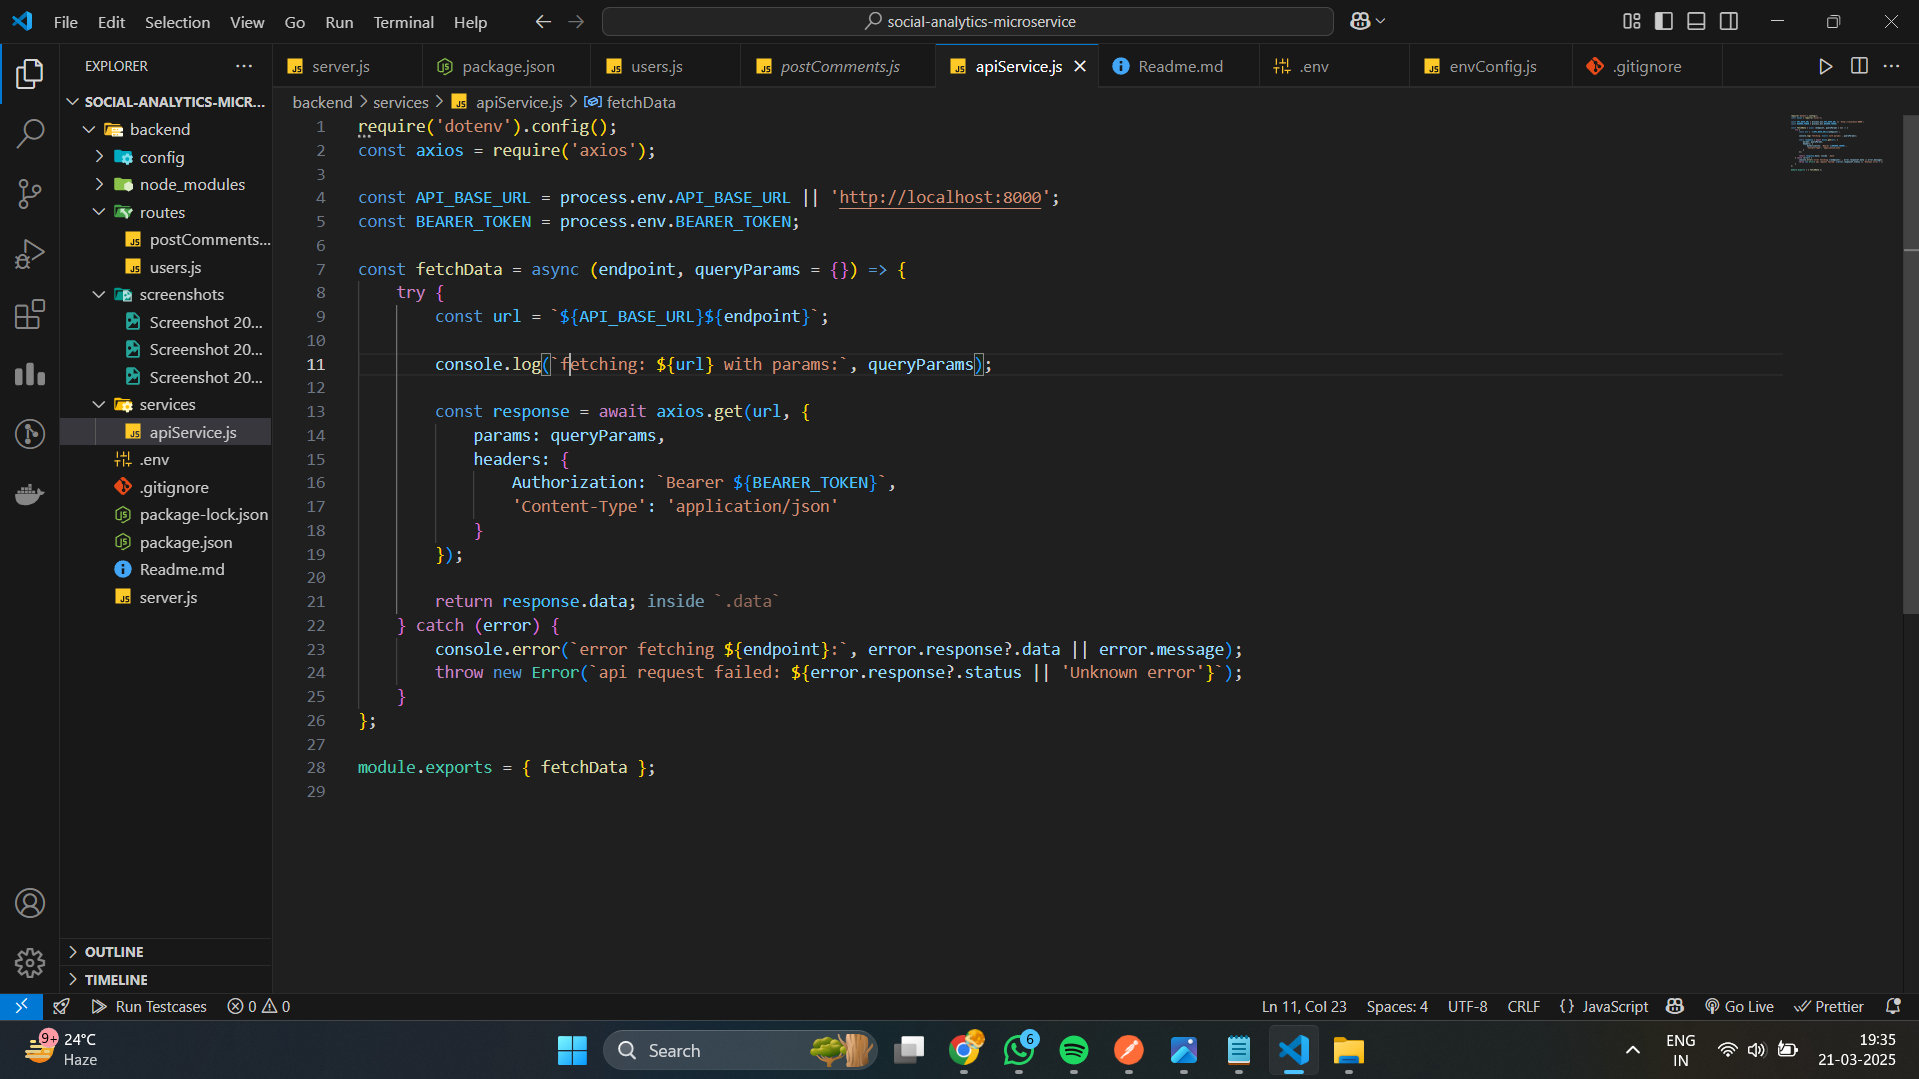 File Edit Selection View Go Run Terminal Help
social-analytics-microservice
EXPLORER
server.js
package.json
users.js
postComments.js
apiService.js
Readme.md
.env
envConfig.js
.gitignore
SOCIAL-ANALYTICS-MICR...
backend
config
node_modules
routes
postComments...
users.js
screenshots
Screenshot 20...
Screenshot 20...
Screenshot 20...
services
apiService.js
.env
.gitignore
package-lock.json
package.json
Readme.md
server.js
OUTLINE
TIMELINE
backend > services > apiService.js > fetchData
1 require('dotenv').config();
2 const axios = require('axios');
3
4 const API_BASE_URL = process.env.API_BASE_URL || 'http://localhost:8000';
5 const BEARER_TOKEN = process.env.BEARER_TOKEN;
6
7 const fetchData = async (endpoint, queryParams = {}) => {
8 try {
9 const url = `${API_BASE_URL}${endpoint}`;
10
11 console.log(`fetching: ${url} with params:`, queryParams);
12
13 const response = await axios.get(url, {
14 params: queryParams,
15 headers: {
16 Authorization: `Bearer ${BEARER_TOKEN}`,
17 'Content-Type': 'application/json'
18 }
19 });
20
21 return response.data; inside `.data`
22 } catch (error) {
23 console.error(`error fetching ${endpoint}:`, error.response?.data || error.message);
24 throw new Error(`api request failed: ${error.response?.status || 'Unknown error'}`);
25 }
26 };
27
28 module.exports = { fetchData };
29
Run Testcases
0
0
Ln 11, Col 23
Spaces: 4
UTF-8
CRLF
{} JavaScript
Go Live
Prettier
9+
24°C
Haze
Search
6
ENG
IN
19:35
21-03-2025